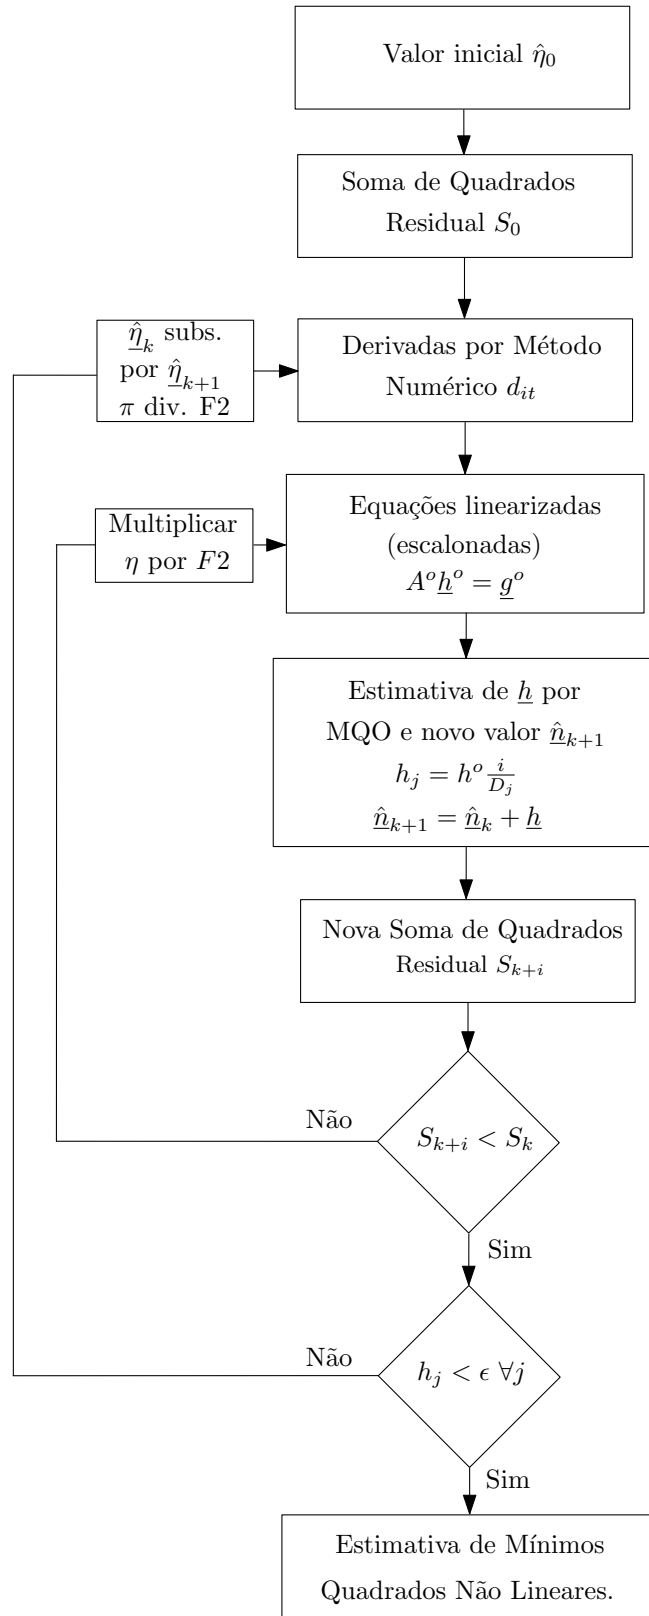 Valor inicial $\hat{\eta}_0$
Soma de Quadrados
Residual $S_0$
$\underline{\hat{\eta}}_k$ subs.
por $\underline{\hat{\eta}}_{k+1}$
$\pi$ div. F2
Derivadas por Método
Numérico $d_{it}$
Multiplicar
$\eta$ por $F2$
Equações linearizadas
(escalonadas)
$A^o \underline{h}^o = \underline{g}^o$
Estimativa de $\underline{h}$ por
MQO e novo valor $\underline{\hat{n}}_{k+1}$
$h_j = h^o \frac{i}{D_j}$
$\underline{\hat{n}}_{k+1} = \underline{\hat{n}}_k + \underline{h}$
Nova Soma de Quadrados
Residual $S_{k+i}$
Não
$S_{k+i} < S_k$
Sim
Não
$h_j < \epsilon \; \forall j$
Sim
Estimativa de Mínimos
Quadrados Não Lineares.